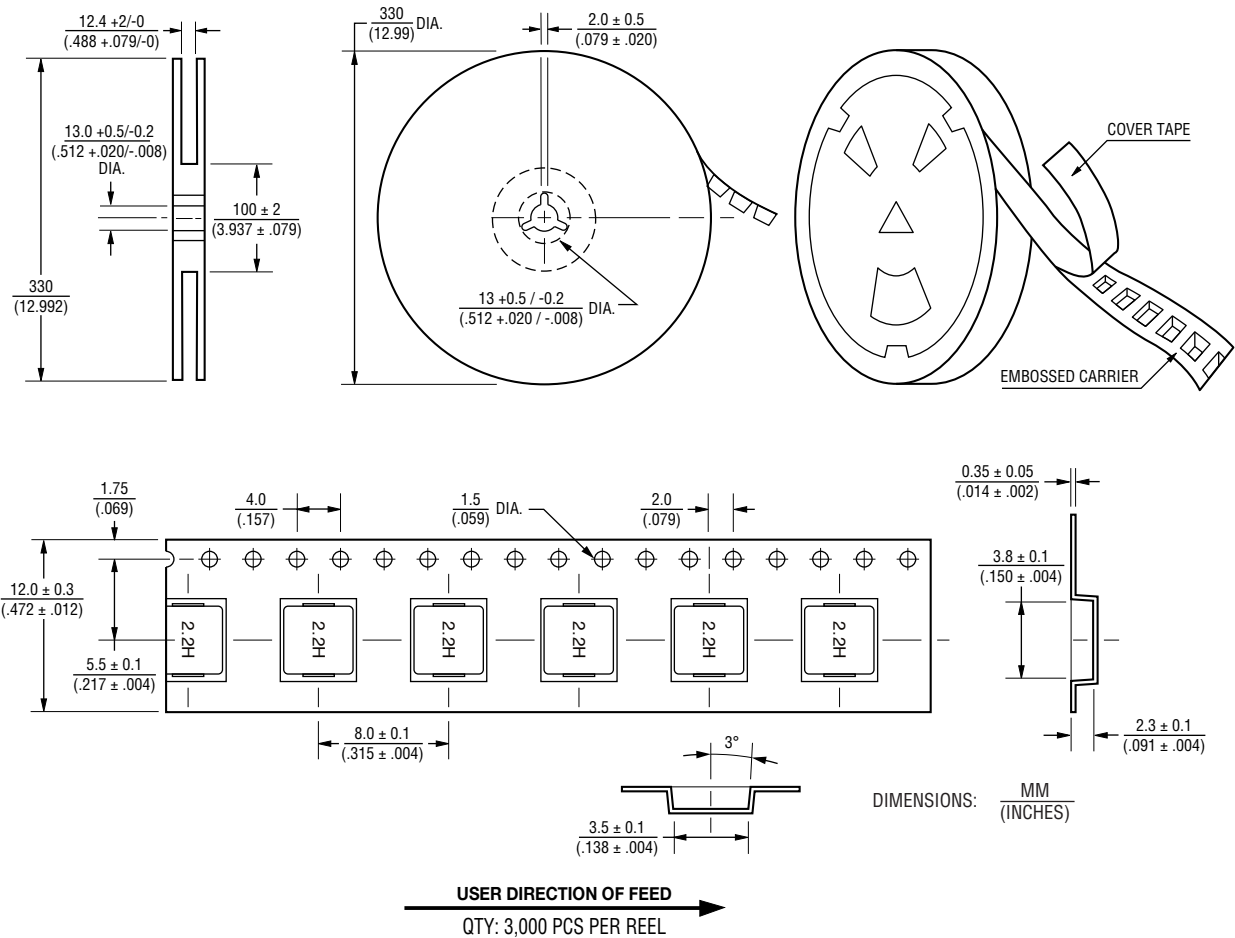 12.4 +2/-0
(.488 +.079/-0)
330
(12.99)
DIA.
2.0 ± 0.5
(.079 ± .020)
13.0 +0.5/-0.2
(.512 +.020/-.008)
DIA.
100 ± 2
(3.937 ± .079)
330
(12.992)
13 +0.5 / -0.2
(.512 +.020 / -.008)
DIA.
COVER TAPE
EMBOSSED CARRIER
1.75
(.069)
4.0
(.157)
1.5
(.059)
DIA.
2.0
(.079)
0.35 ± 0.05
(.014 ± .002)
12.0 ± 0.3
(.472 ± .012)
3.8 ± 0.1
(.150 ± .004)
2.2H
2.2H
2.2H
2.2H
2.2H
2.2H
5.5 ± 0.1
(.217 ± .004)
8.0 ± 0.1
(.315 ± .004)
2.3 ± 0.1
(.091 ± .004)
3°
DIMENSIONS:
MM
(INCHES)
3.5 ± 0.1
(.138 ± .004)
USER DIRECTION OF FEED
QTY: 3,000 PCS PER REEL